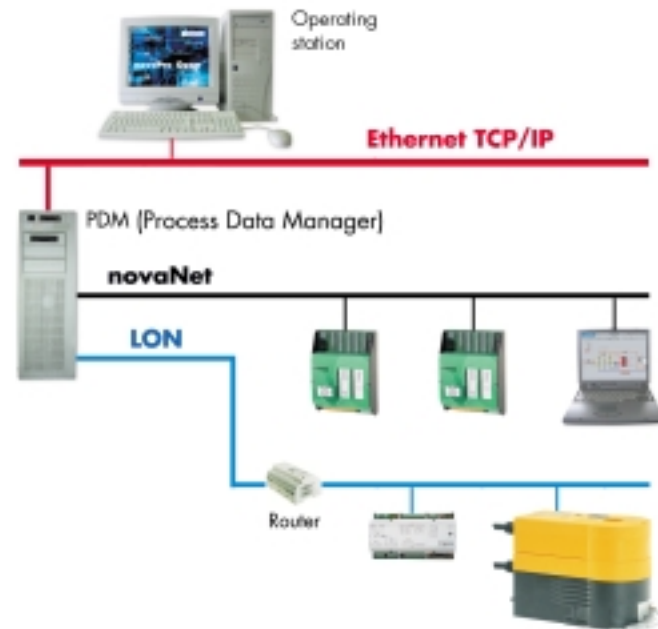 Operating
station
Ethernet TCP/IP
PDM (Process Data Manager)
novaNet
LON
Router